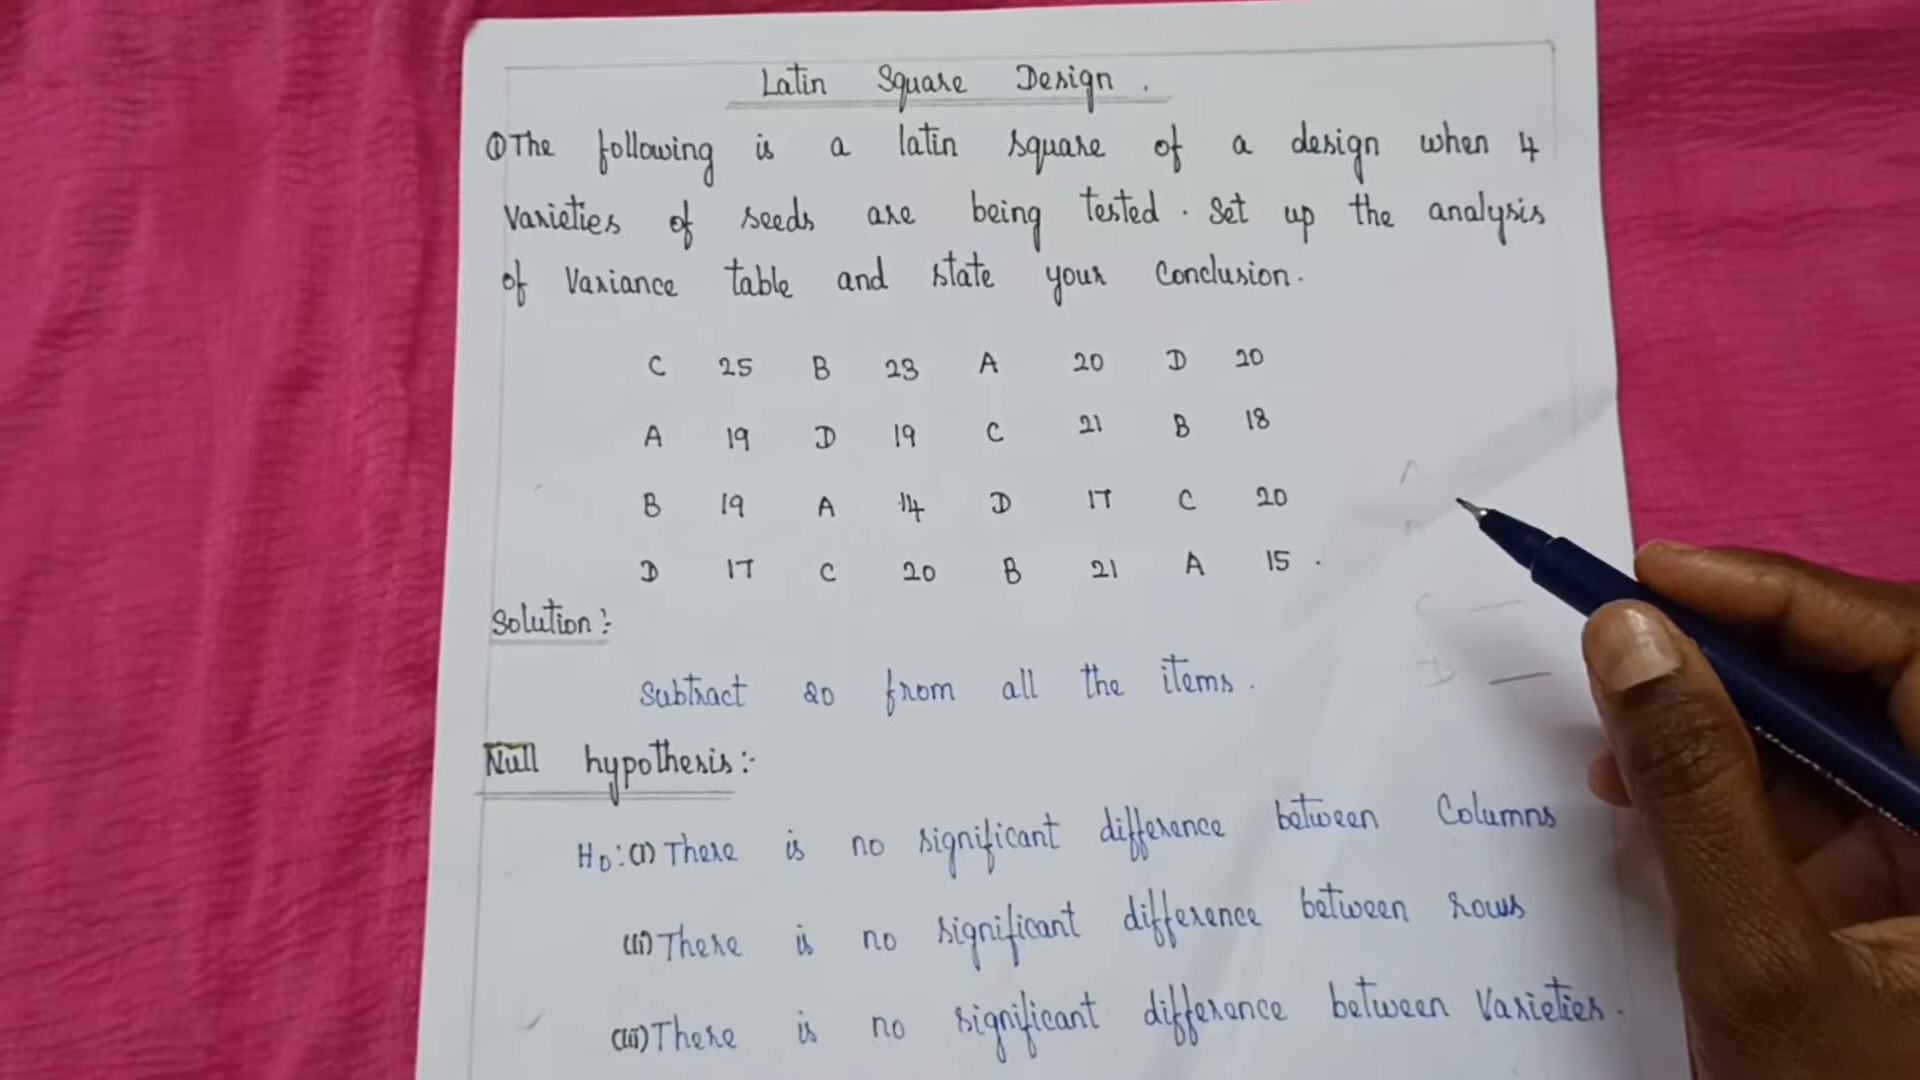 Latin Square Design.
①The following is a latin square of a design when 4
varieties of seeds are being tested. Set up the analysis
of Variance table and state your Conclusion.
C 25 B 23 A 20 D 20
A 19 D 19 C 21 B 18
B 19 A 14 D 17 C 20
D 17 C 20 B 21 A 15.
Solution:-
Subtract 20 from all the items.
Null hypothesis:-
H0:(i) There is no significant difference between Columns
(ii) There is no significant difference between rows
(iii) There is no significant difference between Varieties.